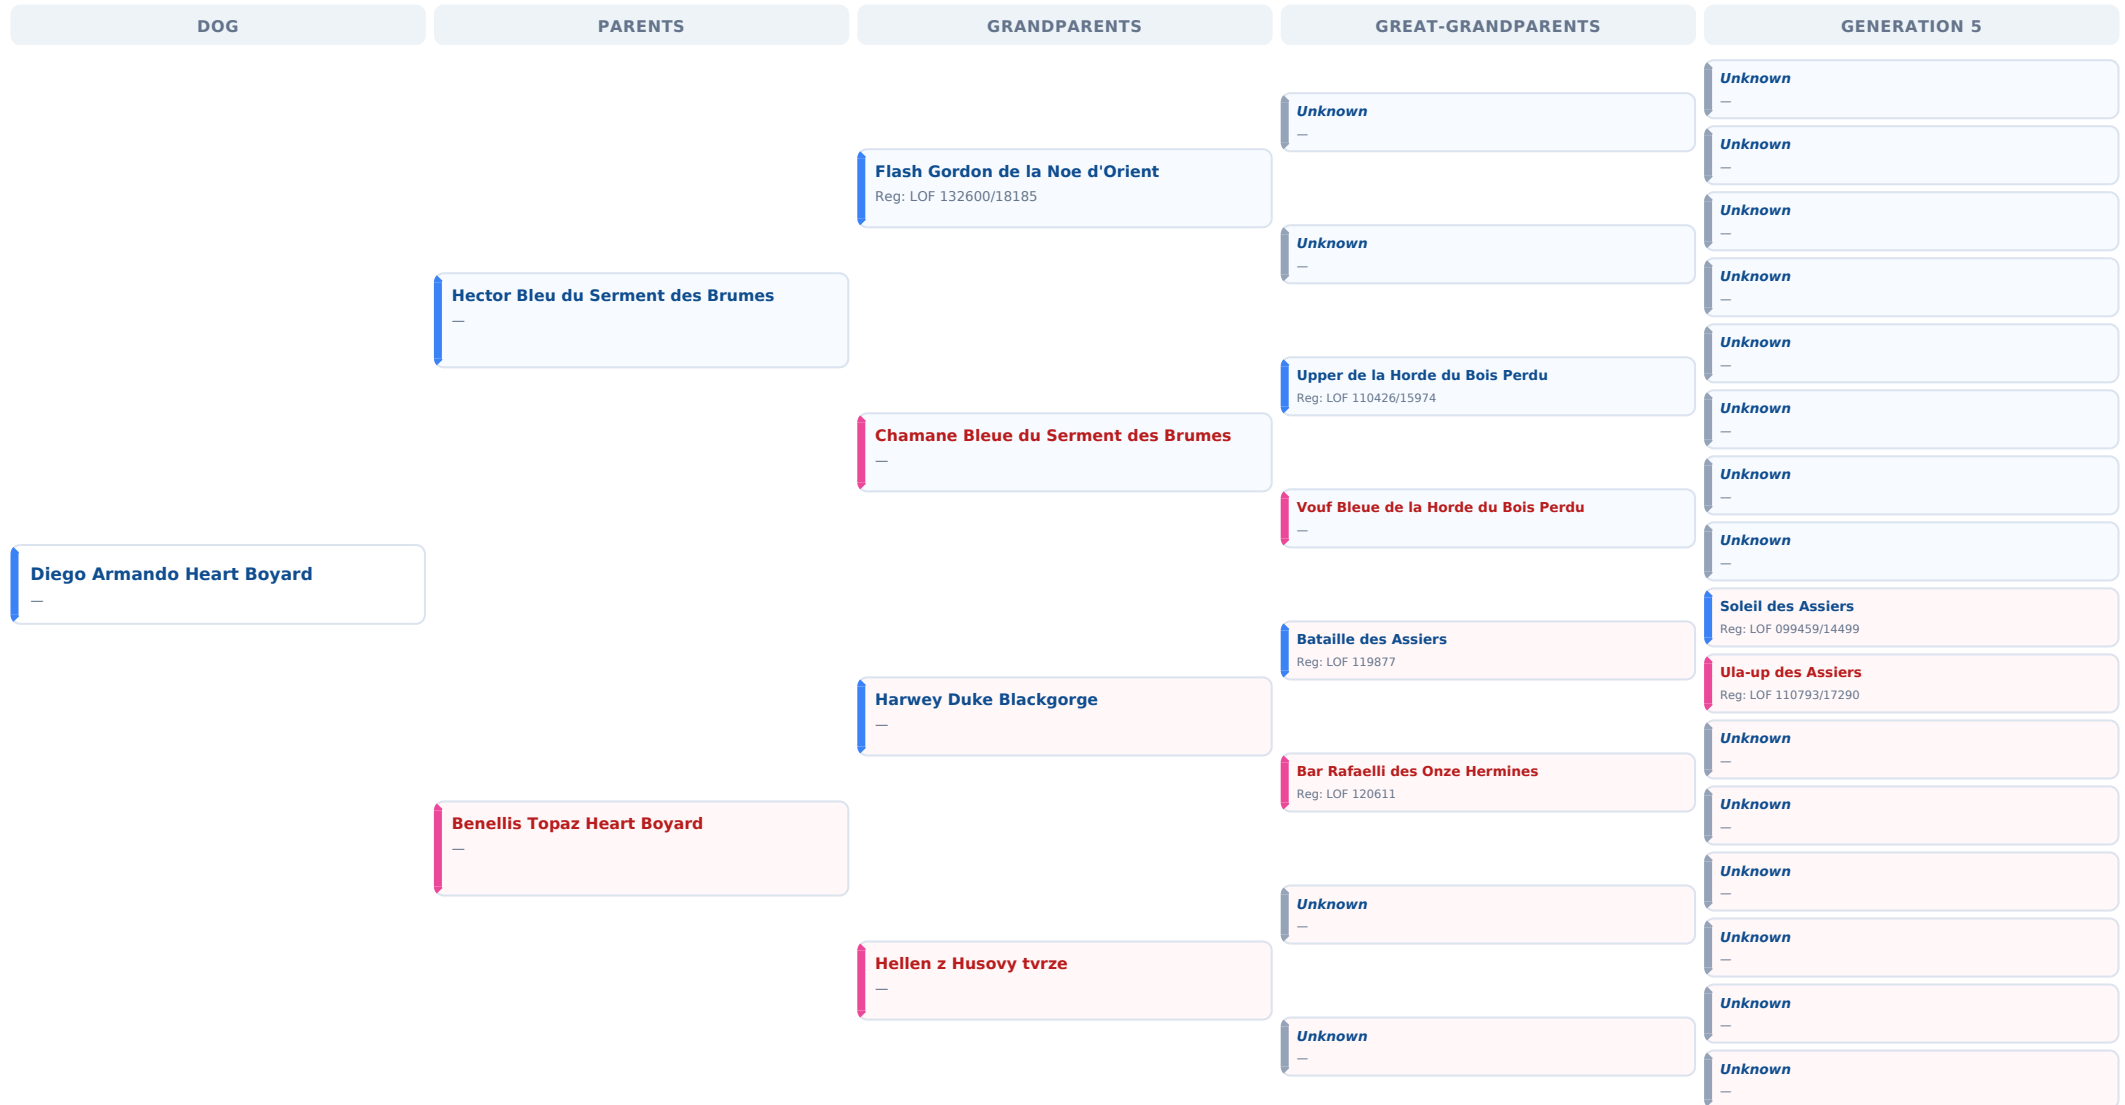 DOG
PARENTS
GRANDPARENTS
GREAT-GRANDPARENTS
GENERATION 5
Diego Armando Heart Boyard
—
Hector Bleu du Serment des Brumes
—
Benellis Topaz Heart Boyard
—
Flash Gordon de la Noe d'Orient
Reg: LOF 132600/18185
Chamane Bleue du Serment des Brumes
—
Harwey Duke Blackgorge
—
Hellen z Husovy tvrze
—
Unknown
—
Unknown
—
Upper de la Horde du Bois Perdu
Reg: LOF 110426/15974
Vouf Bleue de la Horde du Bois Perdu
—
Bataille des Assiers
Reg: LOF 119877
Bar Rafaelli des Onze Hermines
Reg: LOF 120611
Unknown
—
Unknown
—
Unknown
—
Unknown
—
Unknown
—
Unknown
—
Unknown
—
Unknown
—
Unknown
—
Unknown
—
Soleil des Assiers
Reg: LOF 099459/14499
Ula-up des Assiers
Reg: LOF 110793/17290
Unknown
—
Unknown
—
Unknown
—
Unknown
—
Unknown
—
Unknown
—